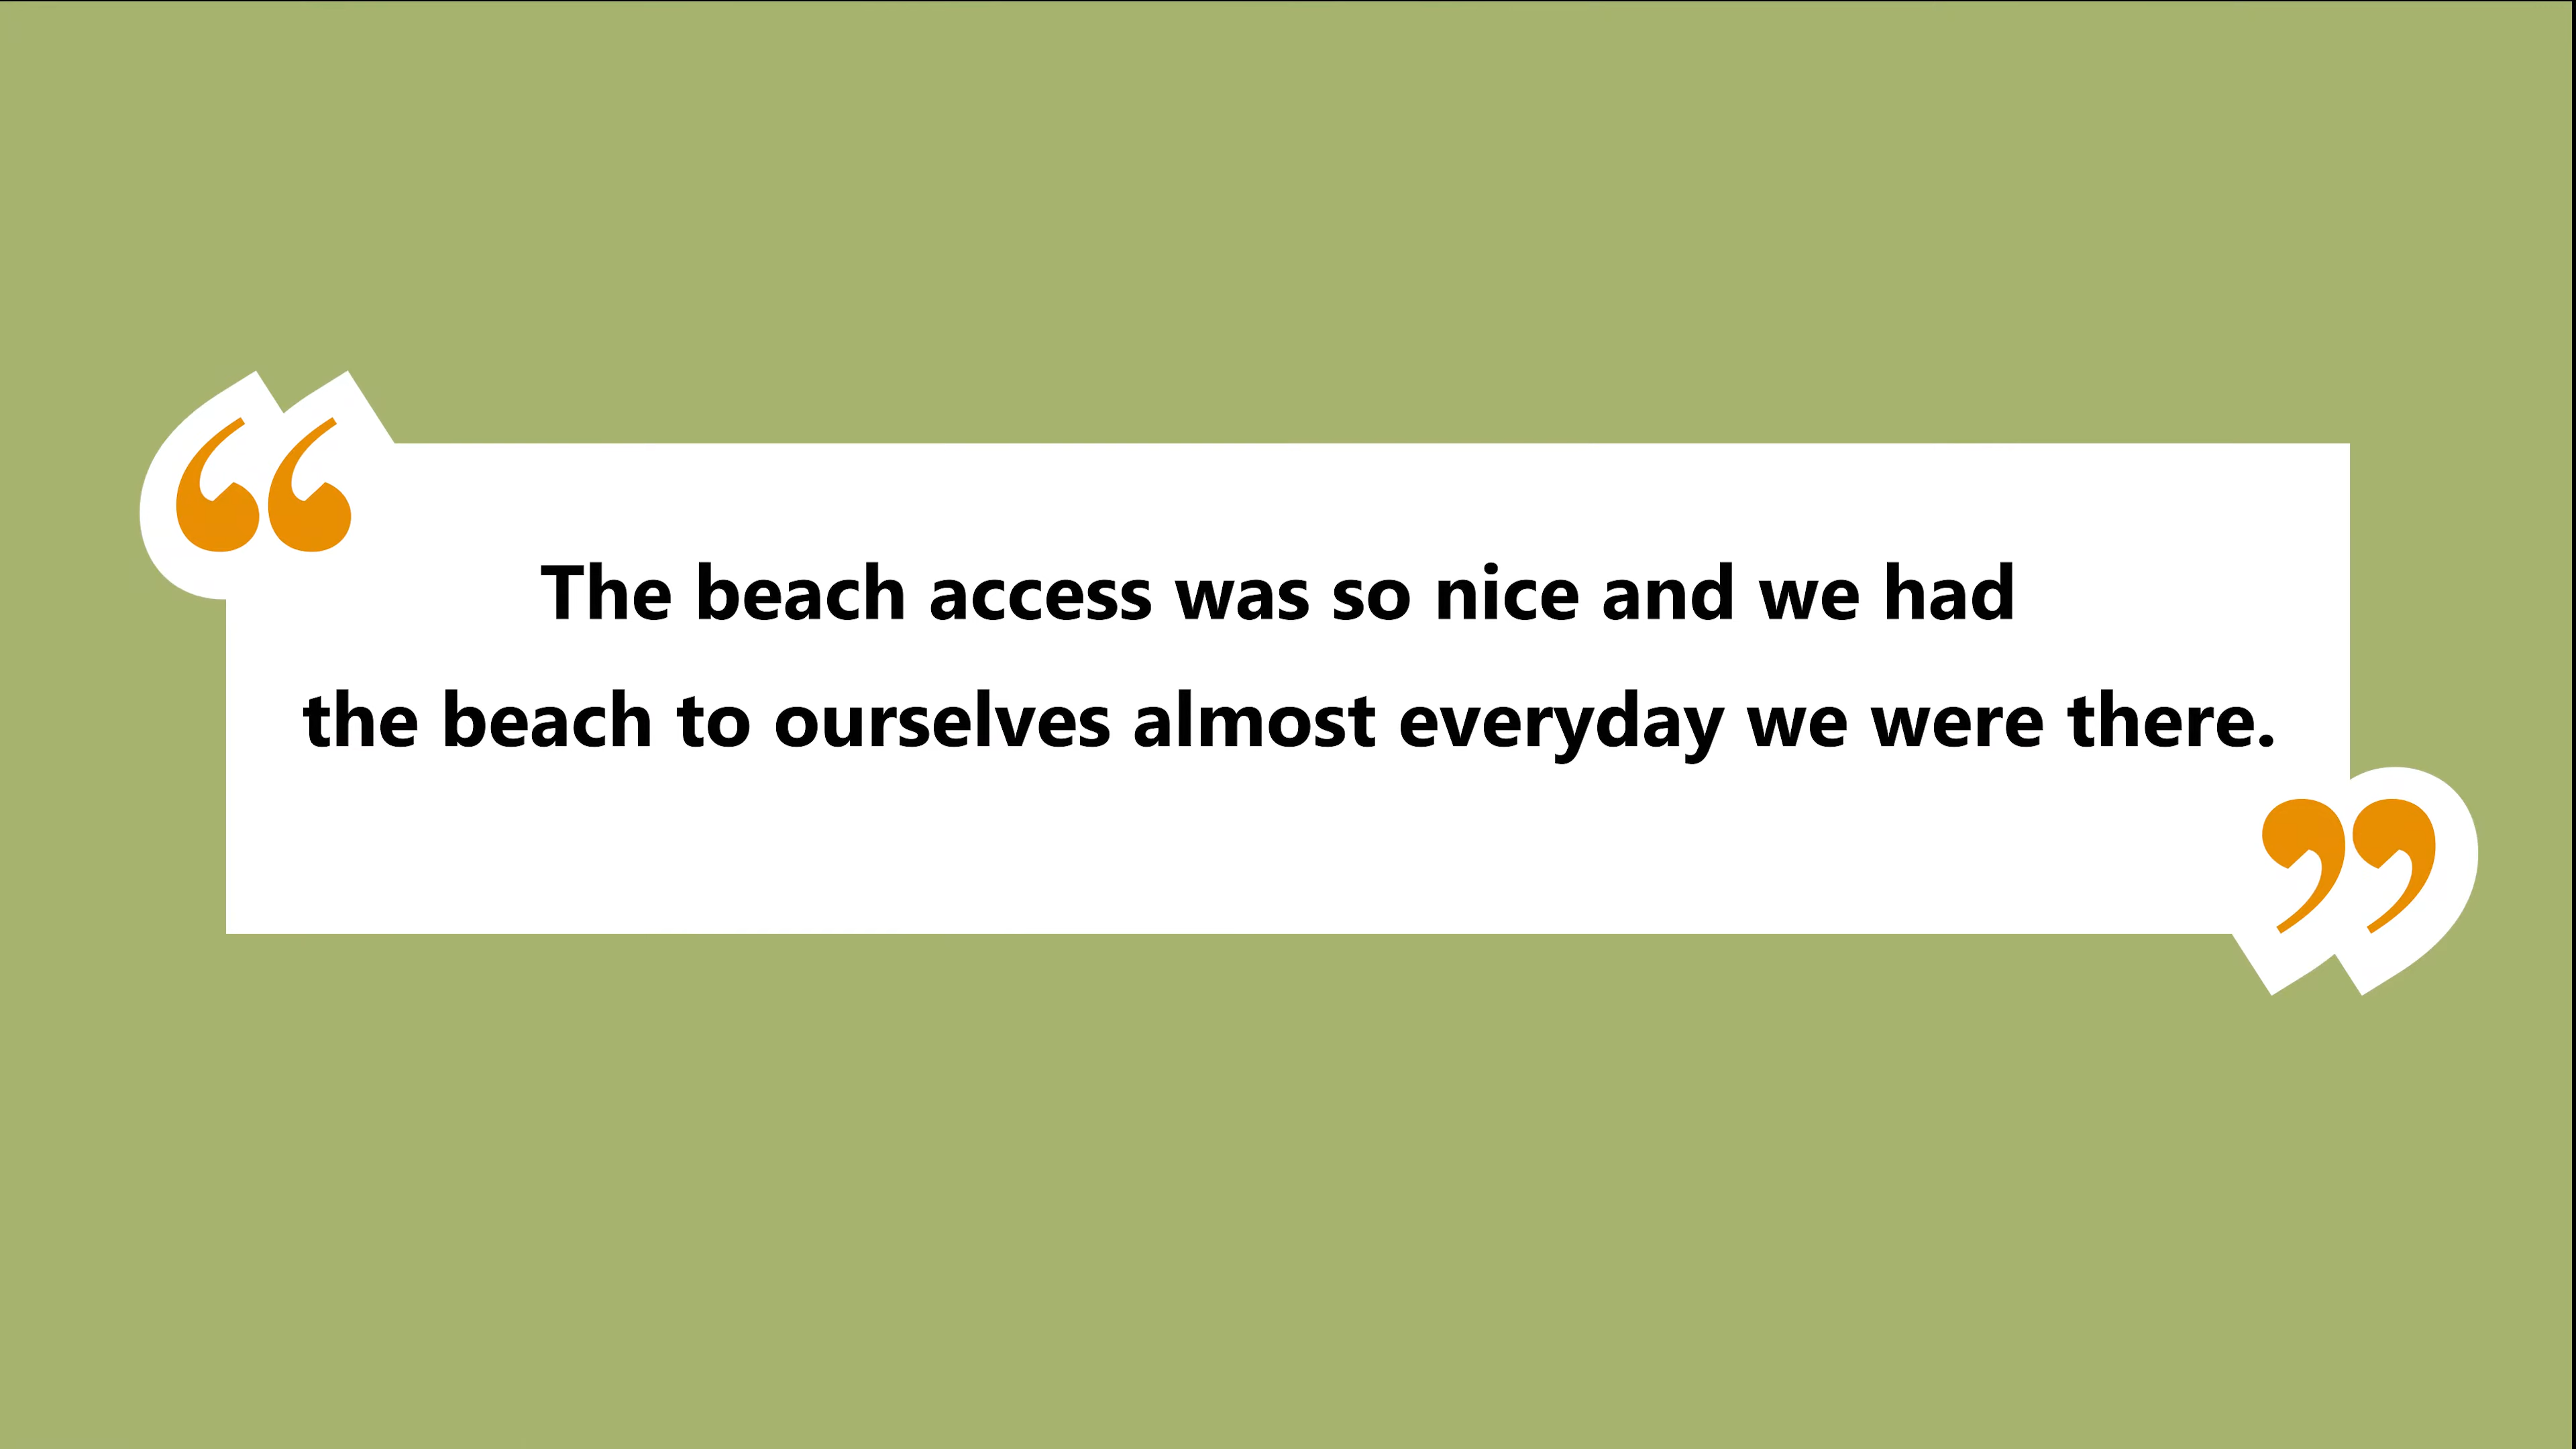 “
The beach access was so nice and we had
the beach to ourselves almost everyday we were there.
”